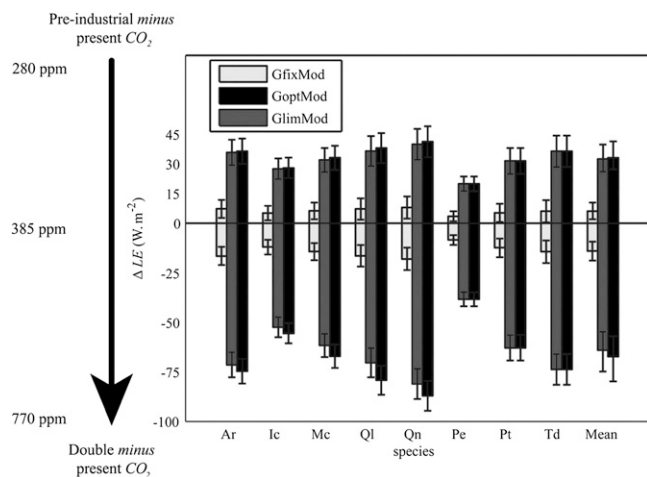 Pre-industrial minus
present CO₂
280 ppm
385 ppm
770 ppm
Double minus
present CO₂
GfixMod
GoptMod
GlimMod
Δ LE (W. m⁻²)
45
30
15
0
-25
-50
-75
-100
Ar Ic Mc Ql Qn Pe Pt Td Mean
species